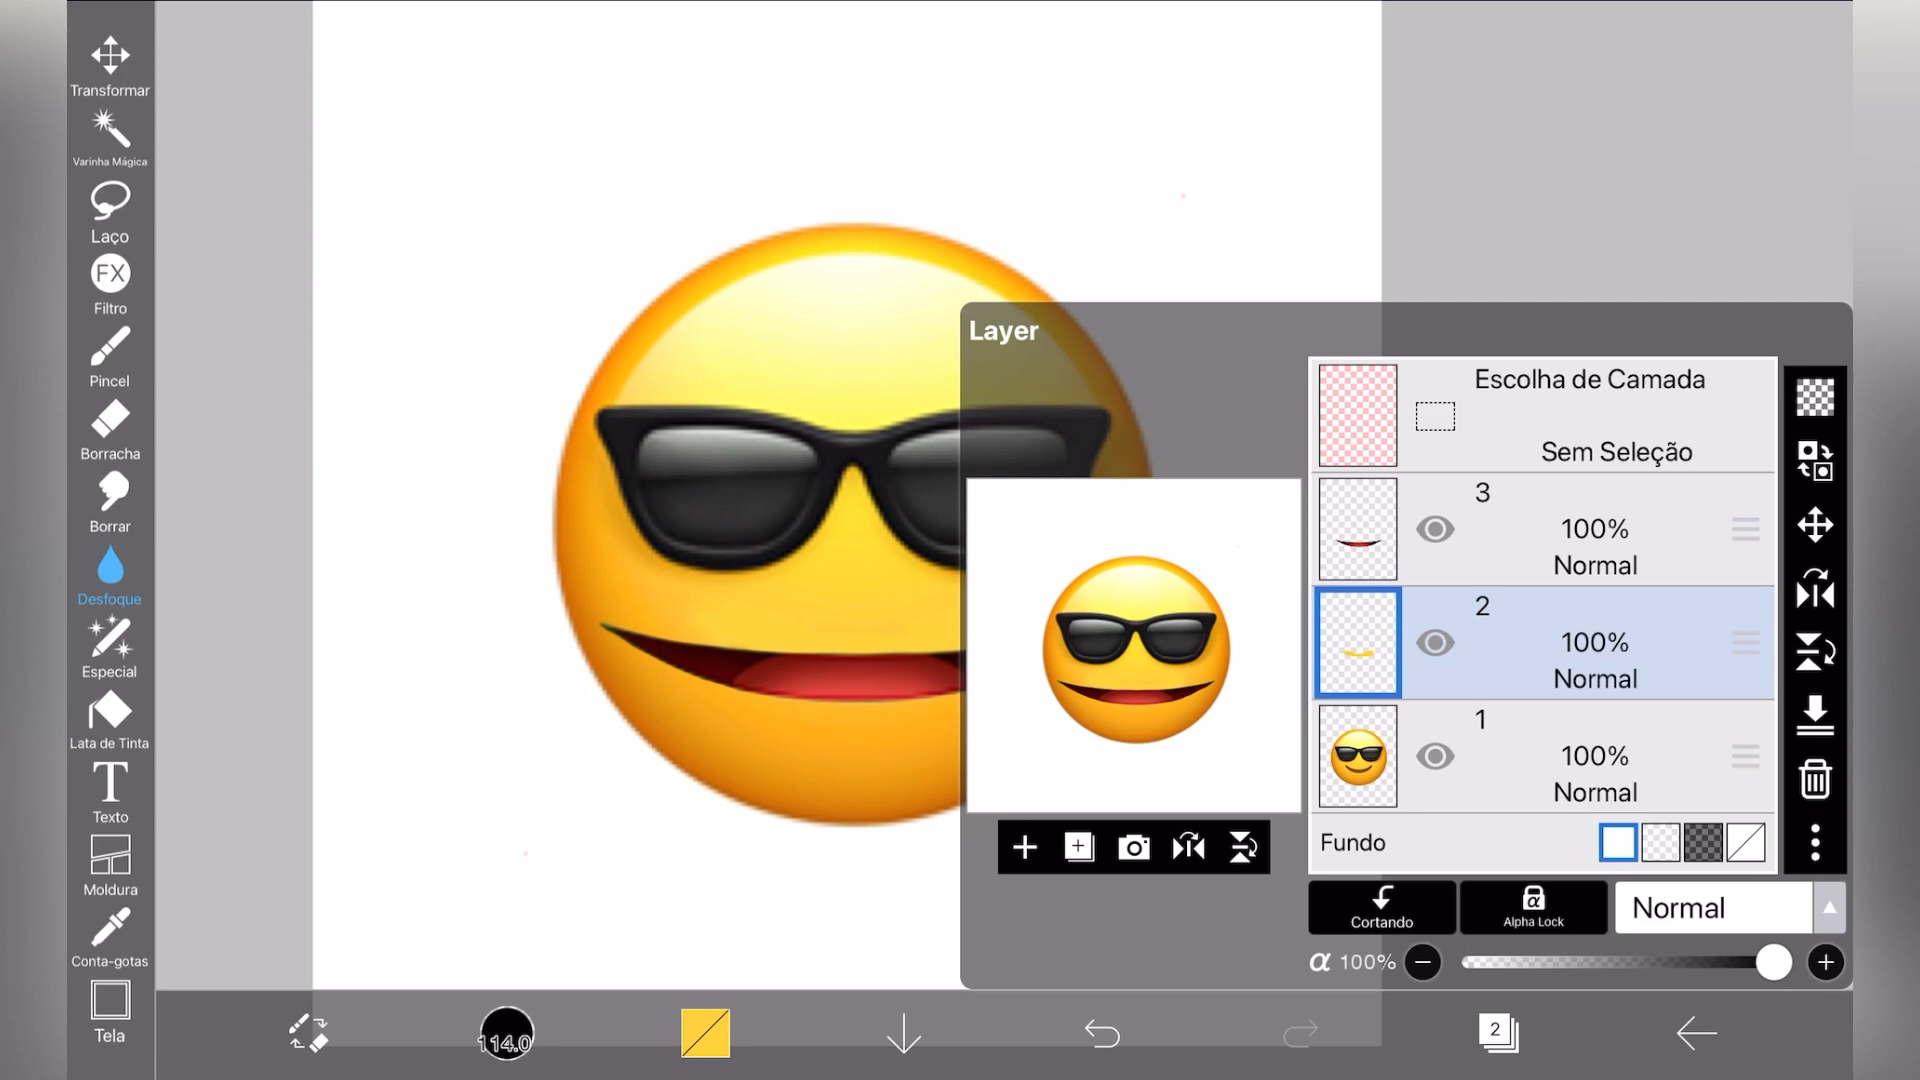 Transformar
Varinha Mágica
Laço
FX
Filtro
Pincel
Borracha
Borrar
Desfoque
Especial
Lata de Tinta
T
Texto
Moldura
Conta-gotas
Tela
Layer
Escolha de Camada
Sem Seleção
3
100%
Normal
2
100%
Normal
1
100%
Normal
Fundo
Cortando
α
Alpha Lock
Normal
α 100%
114.0
2